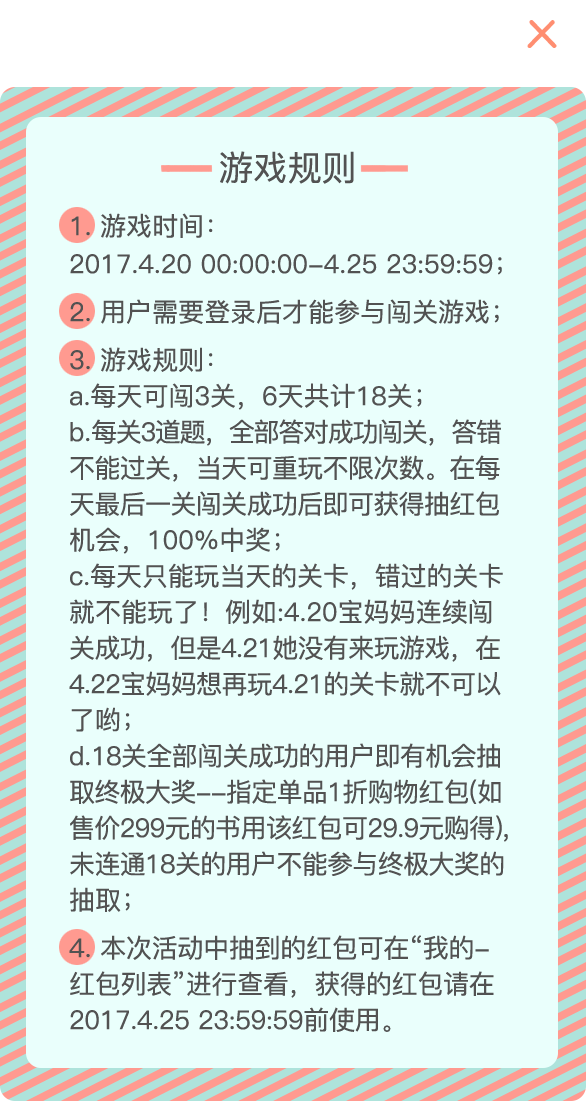 游戏规则
1. 游戏时间：
2017.4.20 00:00:00–4.25 23:59:59；
2. 用户需要登录后才能参与闯关游戏；
3. 游戏规则：
a.每天可闯3关，6天共计18关；
b.每关3道题，全部答对成功闯关，答错
不能过关，当天可重玩不限次数。在每
天最后一关闯关成功后即可获得抽红包
机会，100%中奖；
c.每天只能玩当天的关卡，错过的关卡
就不能玩了！例如:4.20宝妈妈连续闯
关成功，但是4.21她没有来玩游戏，在
4.22宝妈妈想再玩4.21的关卡就不可以
了哟；
d.18关全部闯关成功的用户即有机会抽
取终极大奖––指定单品1折购物红包(如
售价299元的书用该红包可29.9元购得),
未连通18关的用户不能参与终极大奖的
抽取；
4. 本次活动中抽到的红包可在“我的–
红包列表”进行查看，获得的红包请在
2017.4.25 23:59:59前使用。